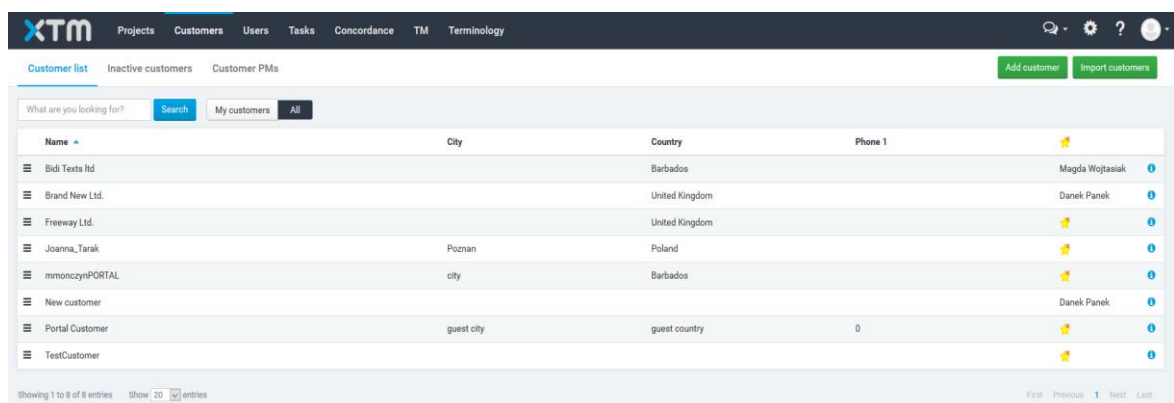 XTM Projects Customers Users Tasks Concordance TM Terminology
Customer list Inactive customers Customer PMs Add customer Import customers
What are you looking for? Search My customers All
Name City Country Phone 1
Bidi Texts ltd Barbados Magda Wojtasiak
Brand New Ltd. United Kingdom Danek Panek
Freeway Ltd. United Kingdom
Joanna_Tarak Poznan Poland
mmonczynPORTAL city Barbados
New customer Danek Panek
Portal Customer guest city guest country 0
TestCustomer
Showing 1 to 8 of 8 entries Show 20 entries First Previous 1 Next Last